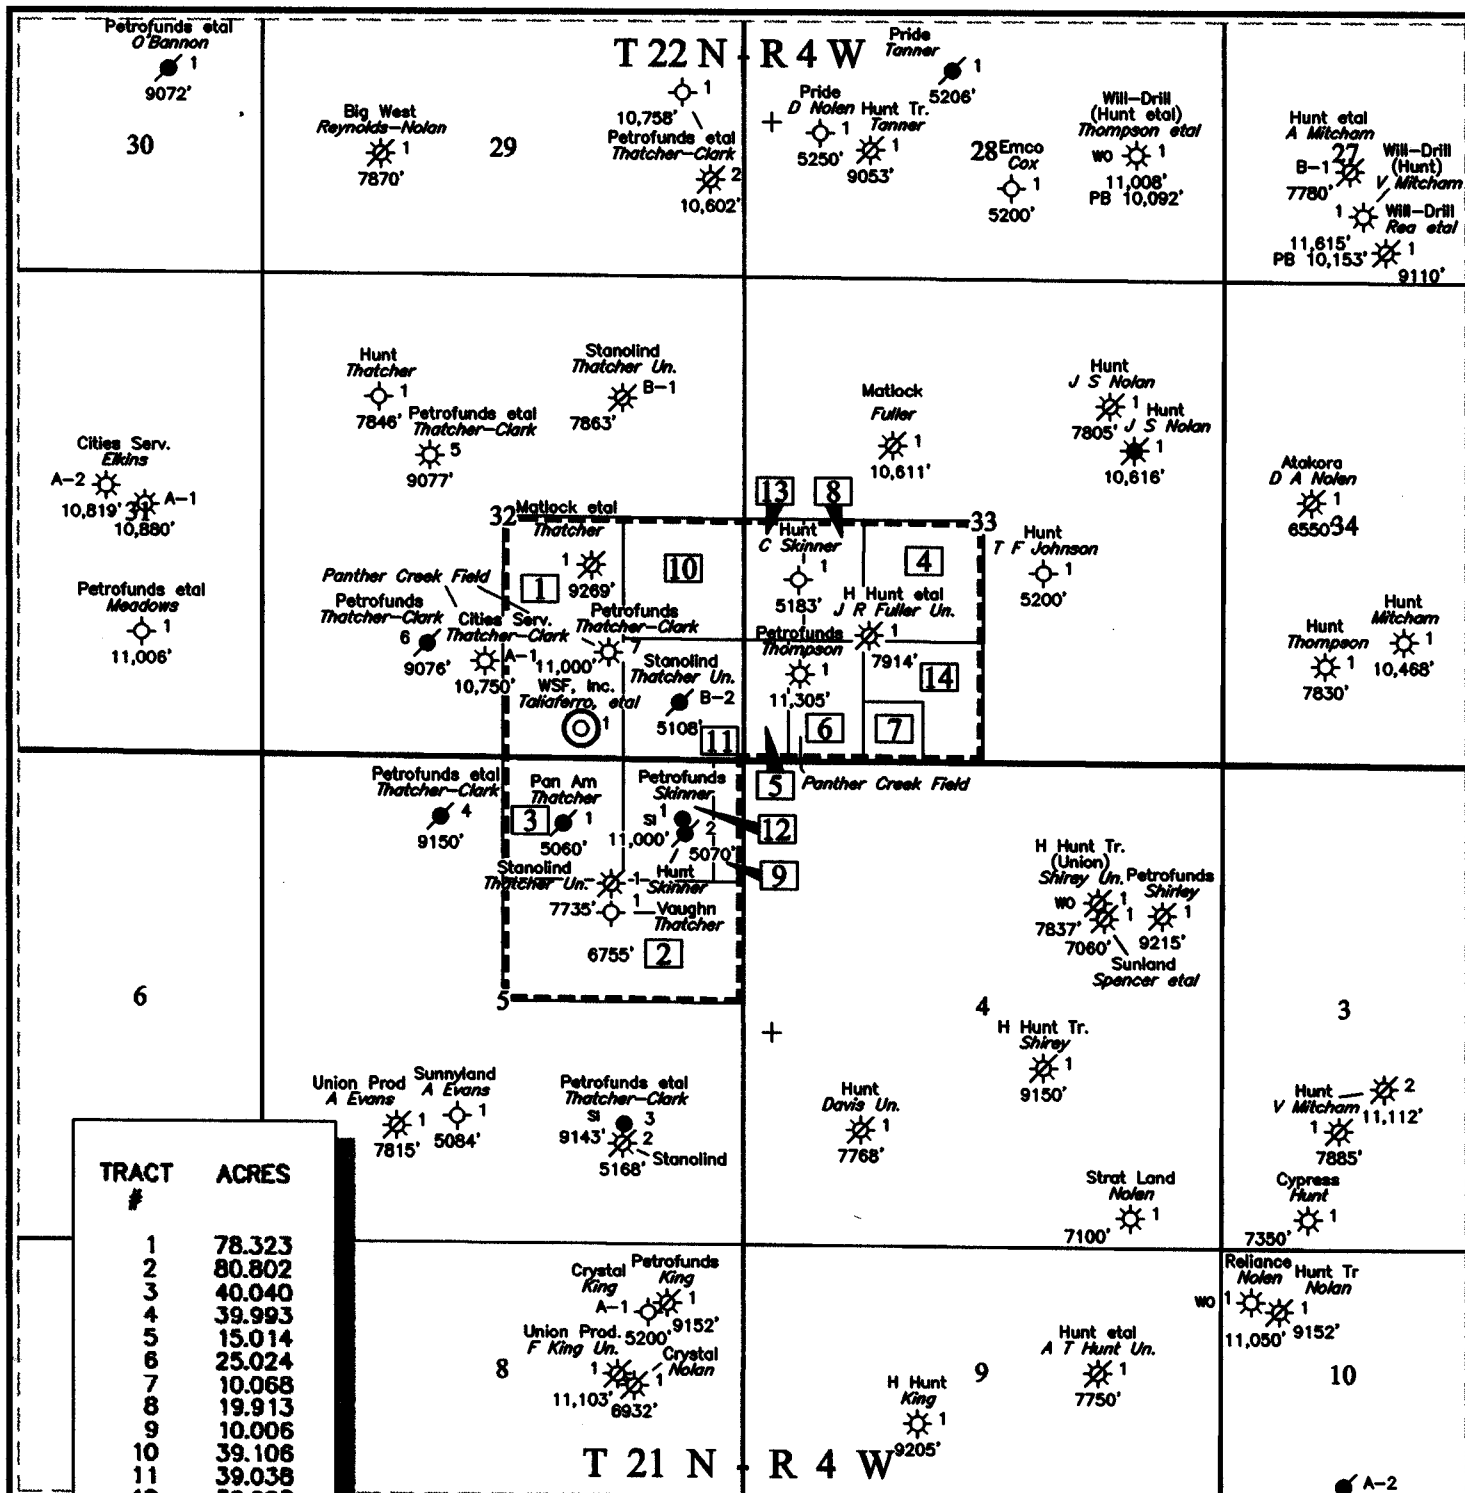 T 22 N - R 4 W
Petrofunds etal
O'Bannon
1
9072'
30
Big West
Reynolds-Nolan
1
7870'
29
1
10,758'
Petrofunds etal
Thatcher-Clark
2
10,602'
Pride
Tanner
1
5206'
Pride
D Nolen
1
5250'
Hunt Tr.
Tanner
1
9053'
28
Emco
Cox
1
5200'
Will-Drill
(Hunt etal)
Thompson etal
WO
1
11,008'
PB 10,092'
Hunt etal
A Mitcham
27
B-1
7780'
Will-Drill
(Hunt)
V Mitcham
1
11,615'
PB 10,153'
Will-Drill
Rea etal
1
9110'
Hunt
Thatcher
1
7846'
Petrofunds etal
Thatcher-Clark
5
9077'
Stanolind
Thatcher Un.
B-1
7863'
Matlock
Fuller
1
10,611'
Hunt
J S Nolan
1
7805'
Hunt
J S Nolan
1
10,616'
Cities Serv.
Elkins
A-2
10,819'
A-1
31
10,880'
Atakora
D A Nolen
1
6550'
34
Petrofunds etal
Meadows
1
11,006'
32
Matlock etal
Thatcher
1
9269'
1
10
13
8
33
Hunt
C Skinner
1
5183'
4
Hunt
T F Johnson
1
5200'
Panther Creek Field
Petrofunds
Thatcher-Clark
6
9076'
Cities Serv.
Thatcher-Clark
A-1
10,750'
Petrofunds
Thatcher-Clark
7
11,000'
H Hunt etal
J R Fuller Un.
1
7914'
Petrofunds
Thompson
1
11,305'
14
Stanolind
Thatcher Un.
B-2
5108'
WSF, Inc.
Taliaferro, etal
1
11
6
7
5
Panther Creek Field
Hunt
Thompson
1
7830'
Hunt
Mitcham
1
10,468'
Petrofunds etal
Thatcher-Clark
4
9150'
Pan Am
Thatcher
3
1
5060'
Petrofunds
Skinner
1
SI
11,000'
2
5070'
Hunt
Skinner
12
9
Stanolind
Thatcher Un.
1
7735'
1
Vaughn
Thatcher
6755'
2
5
H Hunt Tr.
(Union)
Shirey Un.
WO
1
7837'
1
7060'
Petrofunds
Shirley
1
9215'
Sunland
Spencer etal
6
4
3
H Hunt Tr.
Shirey
1
9150'
Union Prod
A Evans
1
7815'
Sunnyland
A Evans
1
5084'
Petrofunds etal
Thatcher-Clark
SI
3
9143'
2
5168'
Stanolind
Hunt
Davis Un.
1
7768'
Hunt
V Mitcham
2
11,112'
1
7885'
Strat Land
Nolen
1
7100'
Cypress
Hunt
1
7350'
TRACT ACRES
#
1 78.323
2 80.802
3 40.040
4 39.993
5 15.014
6 25.024
7 10.068
8 19.913
9 10.006
10 39.106
11 39.038
Crystal
King
A-1
5200'
Petrofunds
King
1
9152'
Union Prod.
F King Un.
1
11,103'
Crystal
Nolan
1
6932'
8
H Hunt
King
1
9205'
9
Hunt etal
A T Hunt Un.
1
7750'
Reliance
Nolen
WO
1
11,050'
Hunt Tr
Nolan
1
9152'
10
A-2
T 21 N - R 4 W